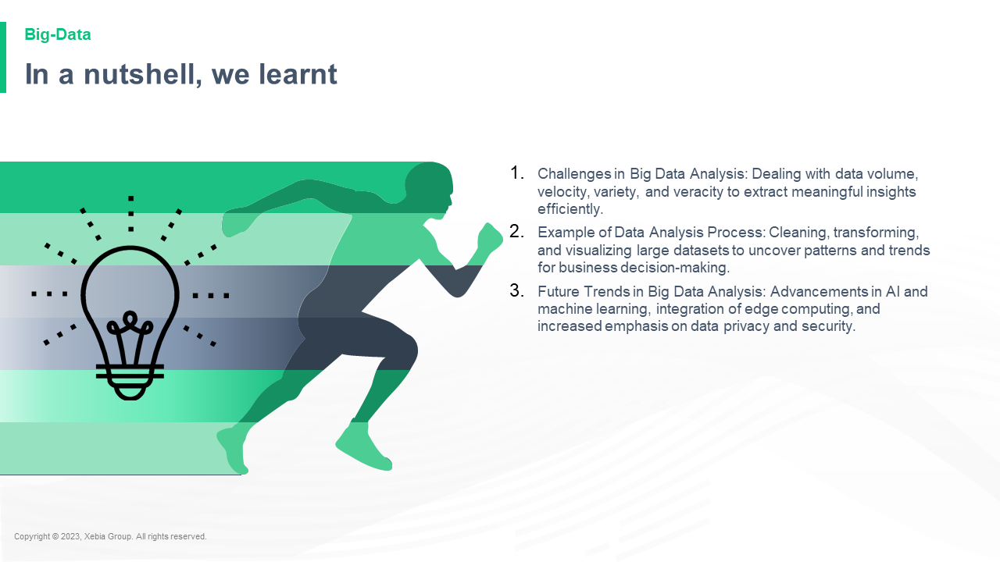 Big-Data
In a nutshell, we learnt
1. Challenges in Big Data Analysis: Dealing with data volume,
velocity, variety, and veracity to extract meaningful insights
efficiently.
2. Example of Data Analysis Process: Cleaning, transforming,
and visualizing large datasets to uncover patterns and trends
for business decision-making.
3. Future Trends in Big Data Analysis: Advancements in AI and
machine learning, integration of edge computing, and
increased emphasis on data privacy and security.
Copyright © 2023, Xebia Group. All rights reserved.